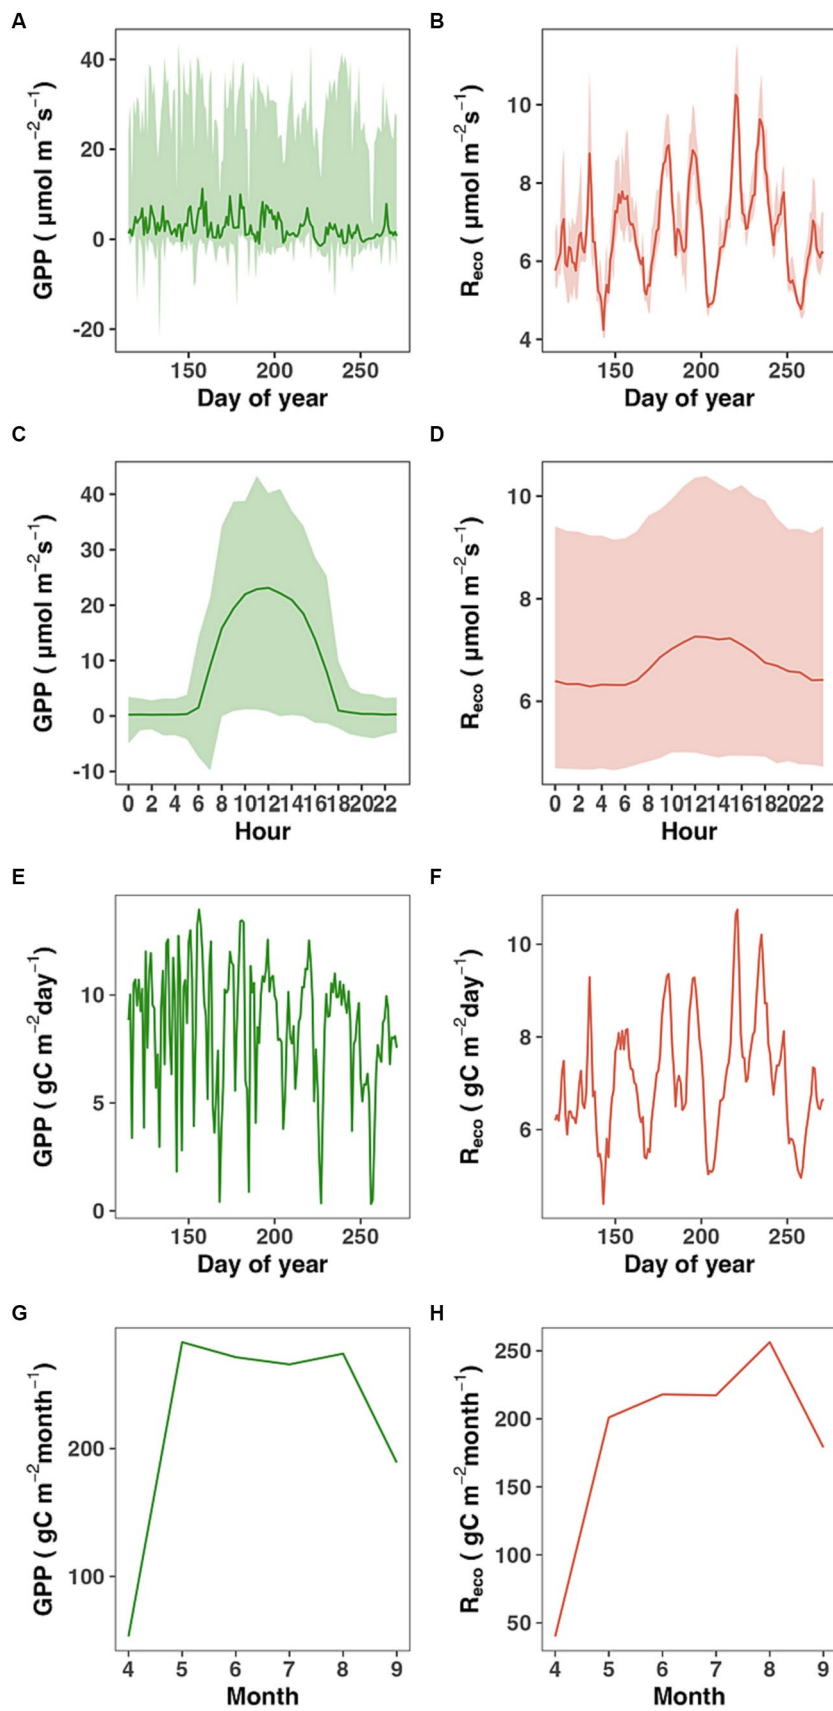 A
B
GPP ( µmol m⁻²s⁻¹)
40
20
0
-20
150 200 250
Day of year
Reco ( µmol m⁻²s⁻¹)
10
8
6
4
150 200 250
Day of year
C
D
GPP ( µmol m⁻²s⁻¹)
40
30
20
10
0
-10
0 2 4 6 8 10 12 14 16 18 20 22
Hour
Reco ( µmol m⁻²s⁻¹)
10
8
6
0 2 4 6 8 10 12 14 16 18 20 22
Hour
E
F
GPP ( gC m⁻²day⁻¹)
10
5
0
150 200 250
Day of year
Reco ( gC m⁻²day⁻¹)
10
8
6
150 200 250
Day of year
G
H
GPP ( gC m⁻²month⁻¹)
200
100
4 5 6 7 8 9
Month
Reco ( gC m⁻²month⁻¹)
250
200
150
100
50
4 5 6 7 8 9
Month